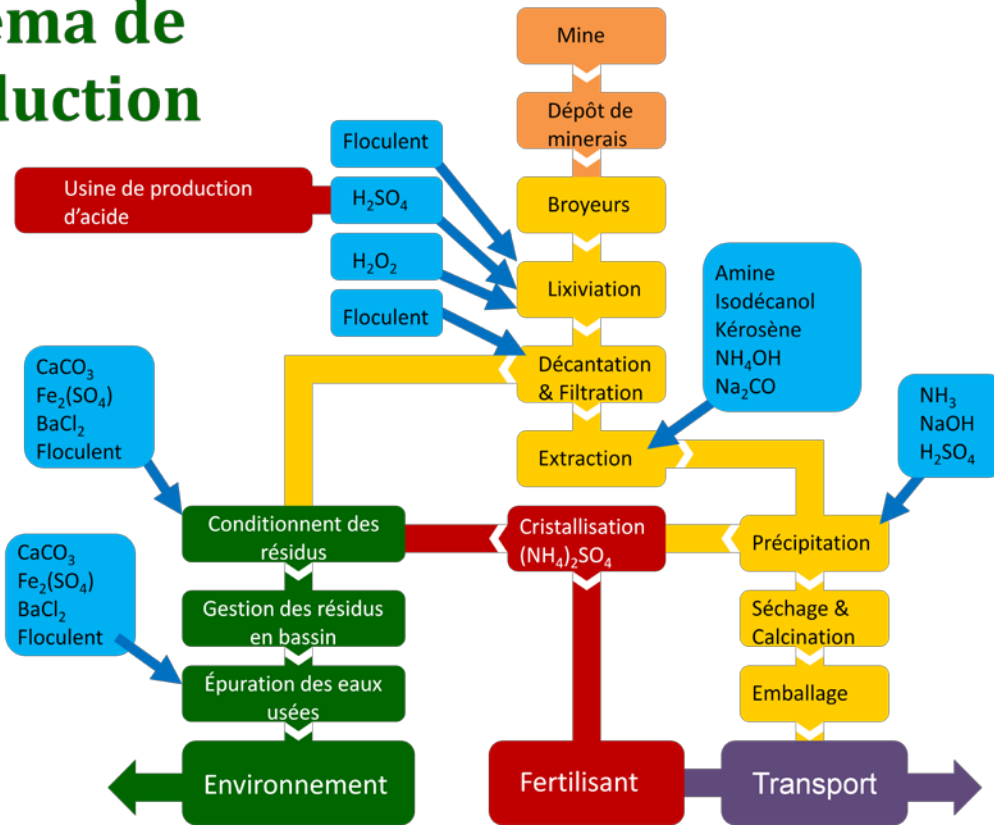 éma de
duction
Mine
Dépôt de
minerais
Floculent
Usine de production
d'acide
H₂SO₄
Broyeurs
H₂O₂
Lixiviation
Floculent
Amine
Isodécanol
Kérosène
NH₄OH
Na₂CO
Décantation
& Filtration
CaCO₃
Fe₂(SO₄)
BaCl₂
Floculent
NH₃
NaOH
H₂SO₄
Extraction
Conditionnent des
résidus
Cristallisation
(NH₄)₂SO₄
Précipitation
CaCO₃
Fe₂(SO₄)
BaCl₂
Floculent
Gestion des résidus
en bassin
Séchage &
Calcination
Épuration des eaux
usées
Emballage
Environnement
Fertilisant
Transport